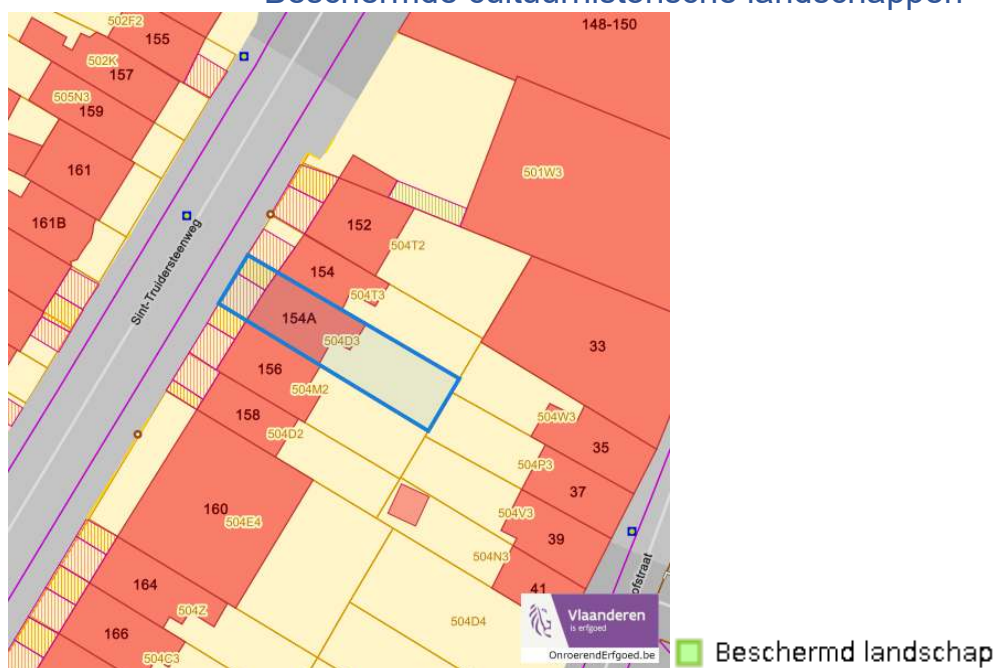 Beschermde cultuurhistorische landschappen
502F2
155
148-150
502K
157
505N3
159
161
501W3
161B
152
504T2
Sint-Truidersteenweg
154
504T3
154A
504D3
33
156
504M2
504W3
158
35
504D2
504P3
37
160
504V3
504E4
39
504N3
164
41
ofstraat
504Z
504D4
166
504C3
Vlaanderen
is erfgoed
OnroerendErfgoed.be
Beschermd landschap